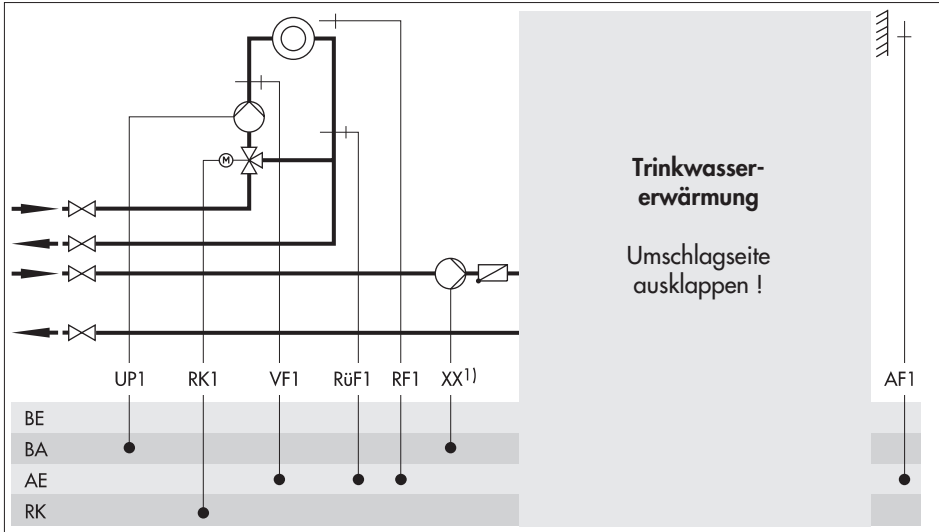 M
Trinkwasser-
erwärmung
Umschlagseite
ausklappen !
UP1 RK1 VF1 RüF1 RF1 XX1) AF1
BE
BA
AE
RK